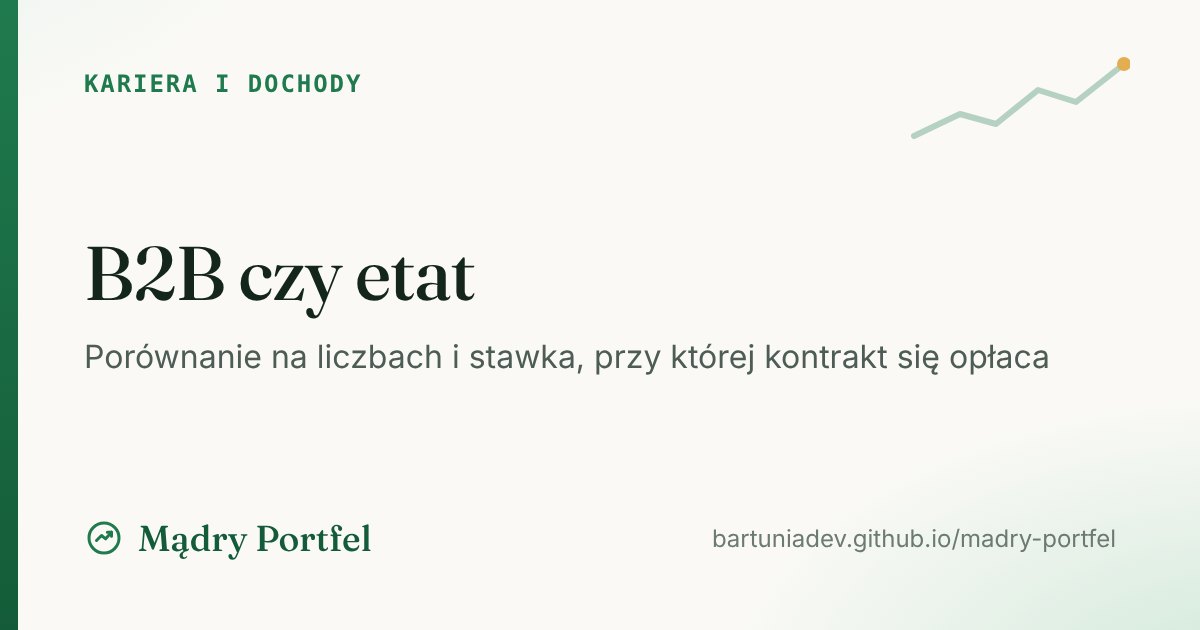 KARIERA I DOCHODY
B2B czy etat
Porównanie na liczbach i stawka, przy której kontrakt się opłaca
Mądry Portfel
bartuniadev.github.io/madry-portfel